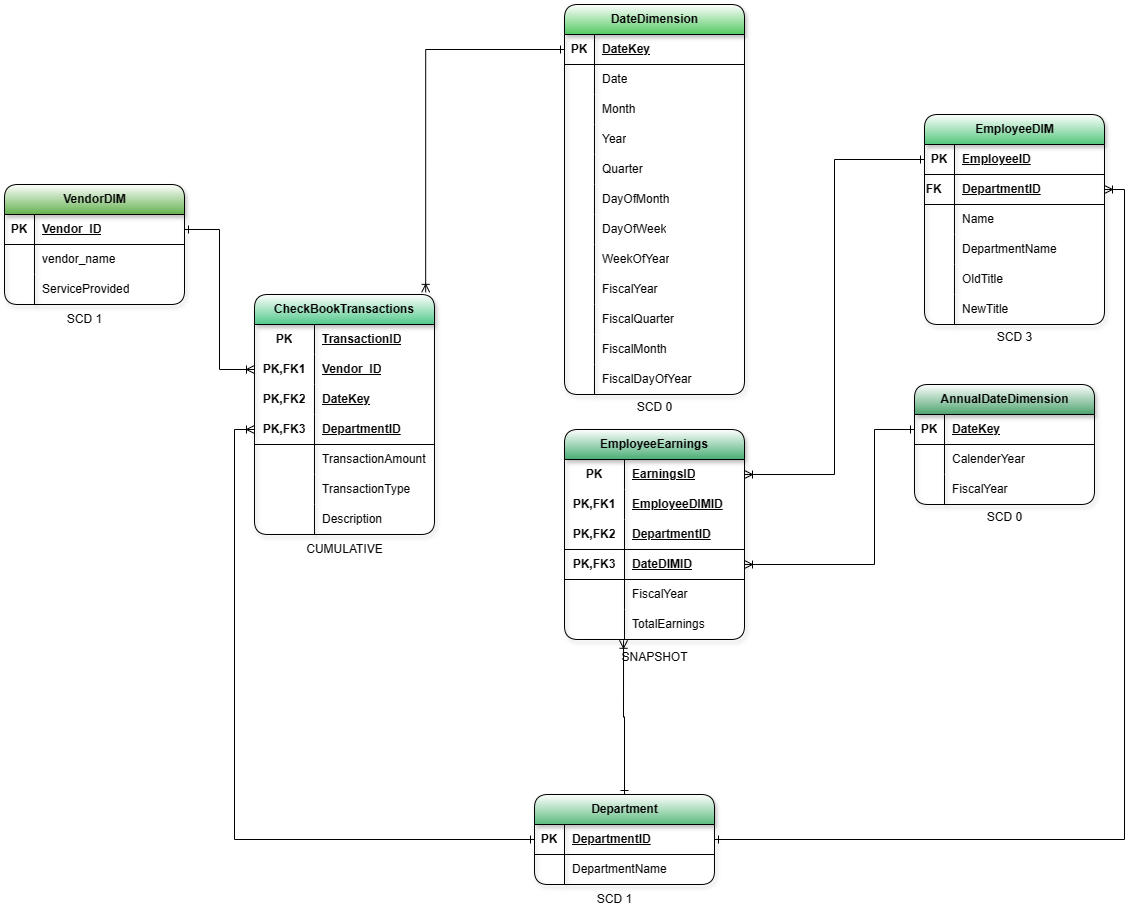 DateDimension
PK DateKey
Date
Month
Year
Quarter
DayOfMonth
DayOfWeek
WeekOfYear
FiscalYear
FiscalQuarter
FiscalMonth
FiscalDayOfYear
SCD 0
EmployeeDIM
PK EmployeeID
FK DepartmentID
Name
DepartmentName
OldTitle
NewTitle
SCD 3
VendorDIM
PK Vendor_ID
vendor_name
ServiceProvided
SCD 1
CheckBookTransactions
PK TransactionID
PK,FK1 Vendor_ID
PK,FK2 DateKey
PK,FK3 DepartmentID
TransactionAmount
TransactionType
Description
CUMULATIVE
AnnualDateDimension
PK DateKey
CalenderYear
FiscalYear
SCD 0
EmployeeEarnings
PK EarningsID
PK,FK1 EmployeeDIMID
PK,FK2 DepartmentID
PK,FK3 DateDIMID
FiscalYear
TotalEarnings
SNAPSHOT
Department
PK DepartmentID
DepartmentName
SCD 1